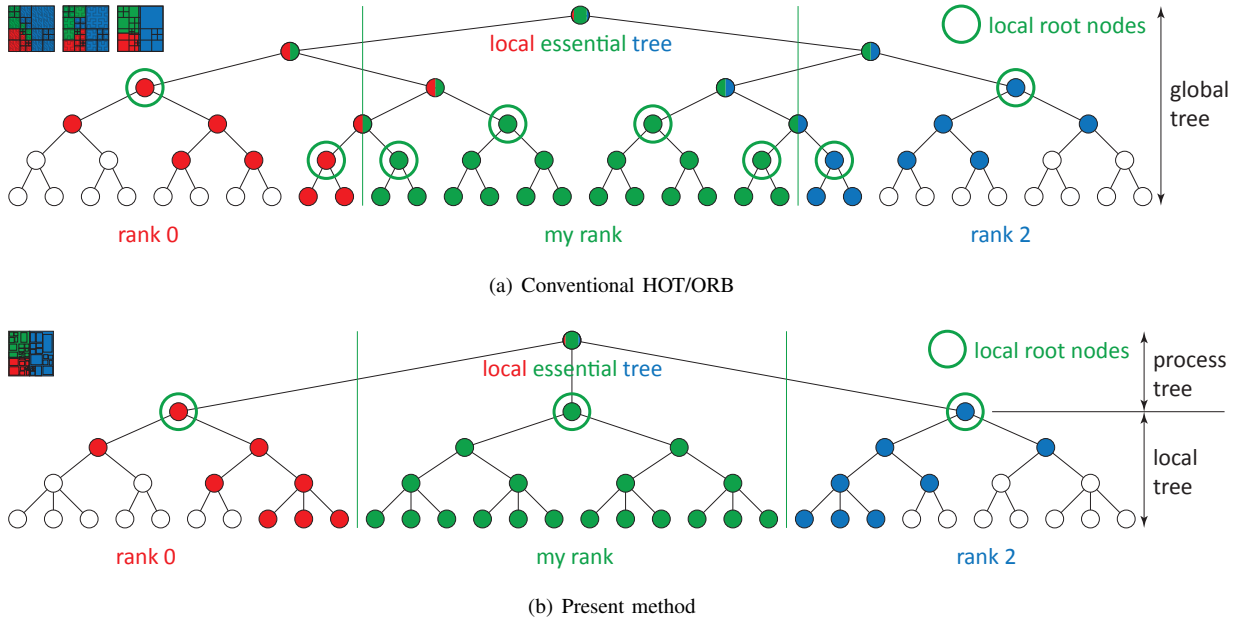 local essential tree
local root nodes
global
tree
rank 0
my rank
rank 2
(a) Conventional HOT/ORB
local essential tree
local root nodes
process
tree
local
tree
rank 0
my rank
rank 2
(b) Present method